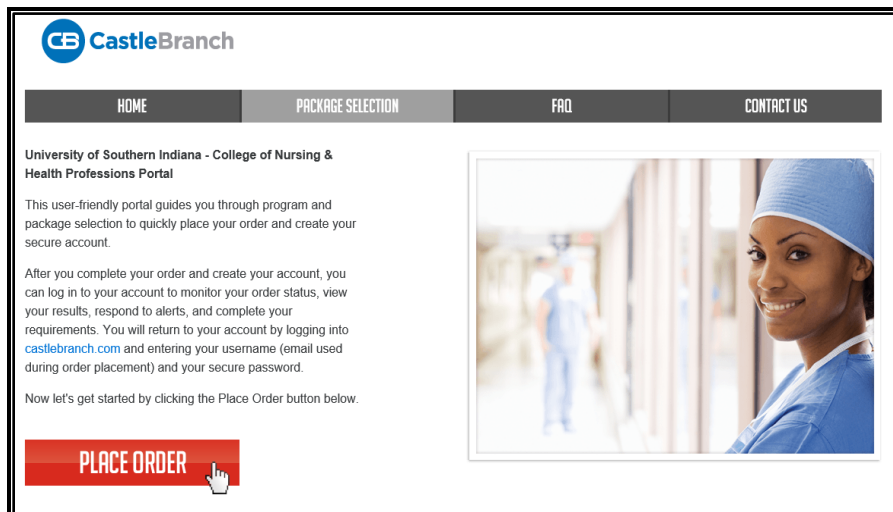 CB CastleBranch
HOME PACKAGE SELECTION FAQ CONTACT US
University of Southern Indiana - College of Nursing &
Health Professions Portal
This user-friendly portal guides you through program and
package selection to quickly place your order and create your
secure account.
After you complete your order and create your account, you
can log in to your account to monitor your order status, view
your results, respond to alerts, and complete your
requirements. You will return to your account by logging into
castlebranch.com and entering your username (email used
during order placement) and your secure password.
Now let's get started by clicking the Place Order button below.
PLACE ORDER